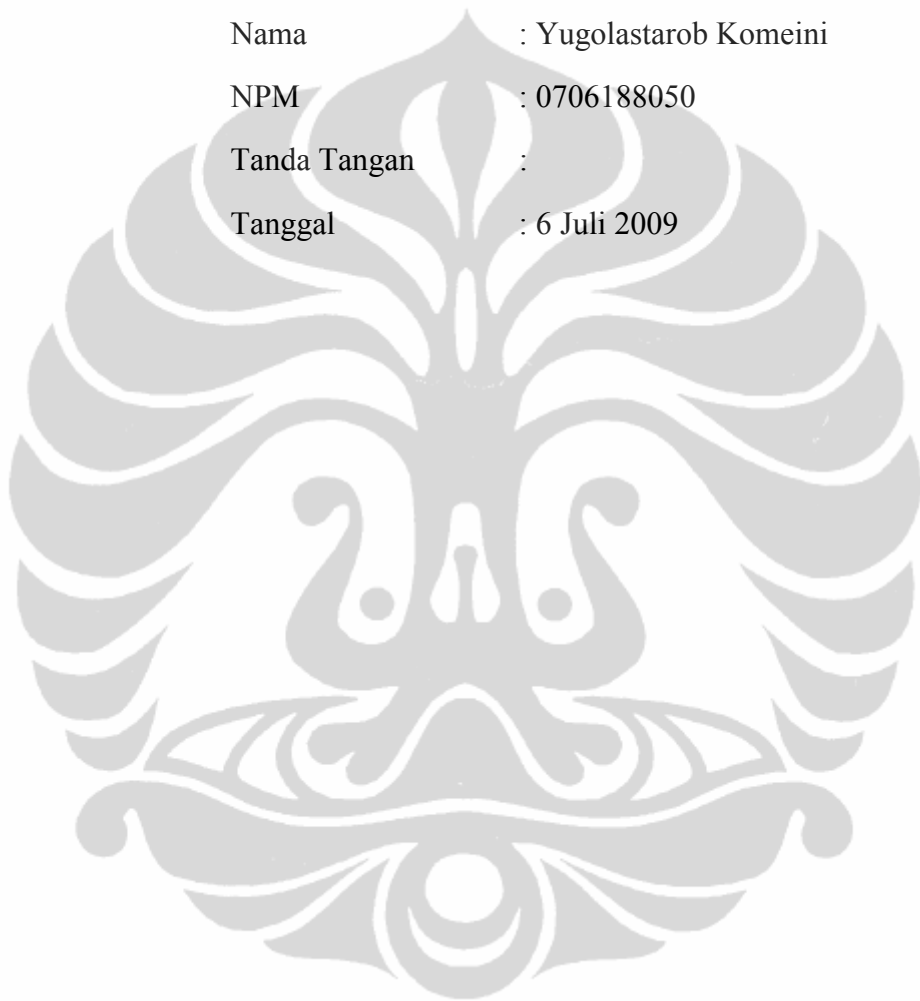 Nama : Yugolastarob Komeini
NPM : 0706188050
Tanda Tangan :
Tanggal : 6 Juli 2009